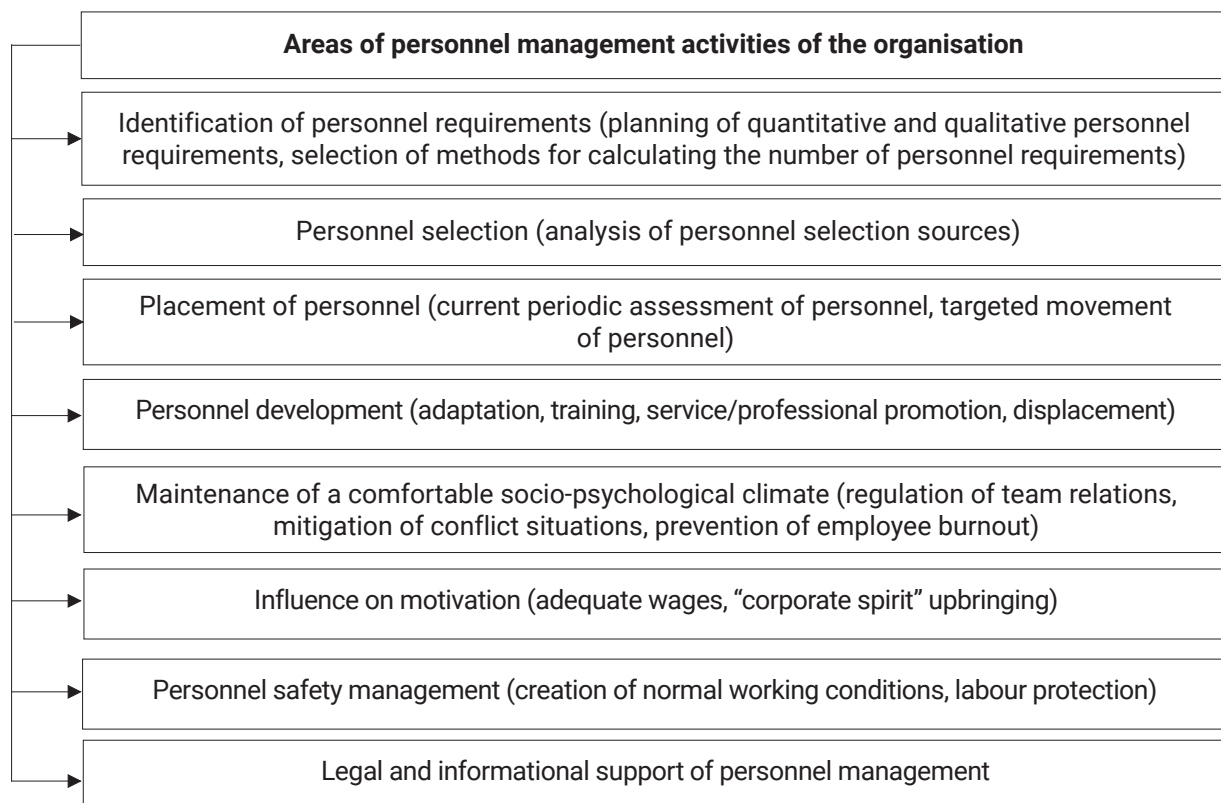 Areas of personnel management activities of the organisation
Identification of personnel requirements (planning of quantitative and qualitative personnel
requirements, selection of methods for calculating the number of personnel requirements)
Personnel selection (analysis of personnel selection sources)
Placement of personnel (current periodic assessment of personnel, targeted movement
of personnel)
Personnel development (adaptation, training, service/professional promotion, displacement)
Maintenance of a comfortable socio-psychological climate (regulation of team relations,
mitigation of conflict situations, prevention of employee burnout)
Influence on motivation (adequate wages, “corporate spirit” upbringing)
Personnel safety management (creation of normal working conditions, labour protection)
Legal and informational support of personnel management